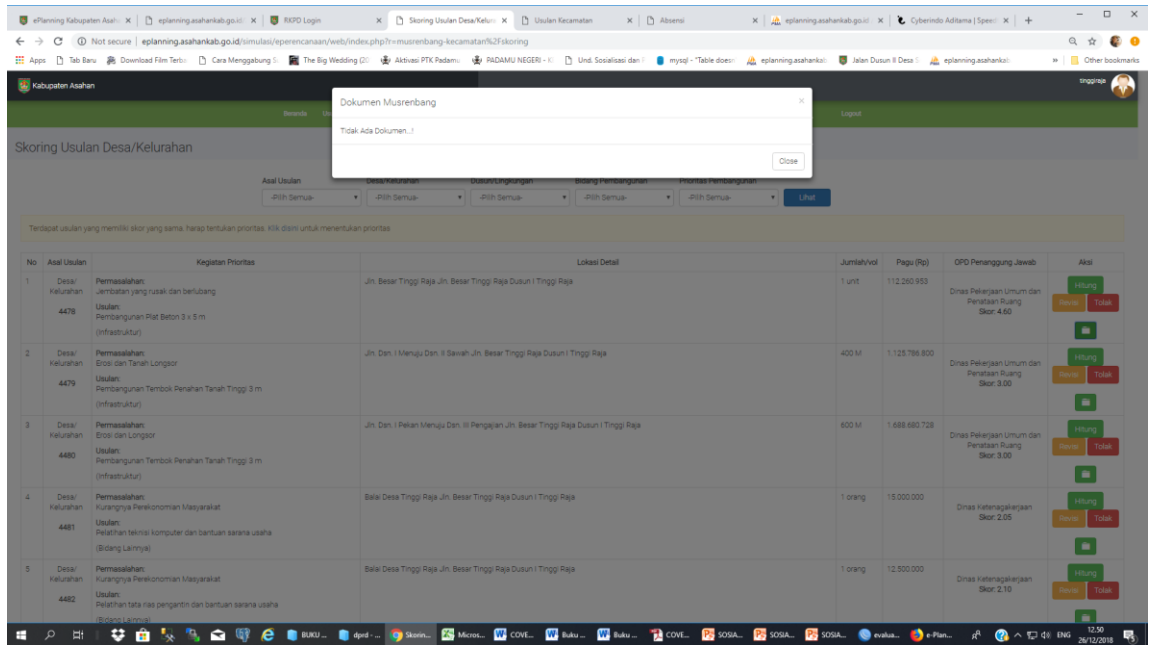 ePlanning Kabupaten Asah
eplanning.asahankab.go.id
RKPD Login
Skoring Usulan Desa/Kelura
Usulan Kecamatan
Absensi
eplanning.asahankab.go.id
Cyberindo Aditama | Speed
Not secure | eplanning.asahankab.go.id/simulasi/eperencanaan/web/index.php?r=musrenbang-kecamatan%2Fskoring
Apps
Tab Baru
Download Film Terba
Cara Menggabung S
The Big Wedding (20
Aktivasi PTK Padamu
PADAMU NEGERI - K
Und. Sosialisasi dan
mysql - "Table doesn
eplanning.asahankab
Jalan Dusun II Desa S
eplanning.asahankab
Other bookmarks
Kabupaten Asahan
tinggiraja
Beranda
Logout
Dokumen Musrenbang
×
Tidak Ada Dokumen..!
Close
Skoring Usulan Desa/Kelurahan
Asal Usulan
Desa/Kelurahan
Dusun/Lingkungan
Bidang Pembangunan
Prioritas Pembangunan
-Pilih Semua-
-Pilih Semua-
-Pilih Semua-
-Pilih Semua-
-Pilih Semua-
Lihat
Terdapat usulan yang memiliki skor yang sama. harap tentukan prioritas. Klik disini untuk menentukan prioritas
No Asal Usulan Kegiatan Prioritas Lokasi Detail Jumlah/vol Pagu (Rp) OPD Penanggung Jawab Aksi
1
Desa/
Kelurahan
4478
Permasalahan:
Jembatan yang rusak dan berlubang
Usulan:
Pembangunan Plat Beton 3 x 5 m
(Infrastruktur)
Jln. Besar Tinggi Raja Jln. Besar Tinggi Raja Dusun I Tinggi Raja
1 unit
112.260.953
Dinas Pekerjaan Umum dan
Penataan Ruang
Skor: 4.60
Hitung
Revisi
Tolak
2
Desa/
Kelurahan
4479
Permasalahan:
Erosi dan Tanah Longsor
Usulan:
Pembangunan Tembok Penahan Tanah Tinggi 3 m
(Infrastruktur)
Jln. Dsn. I Menuju Dsn. II Sawah Jln. Besar Tinggi Raja Dusun I Tinggi Raja
400 M
1.125.786.800
Dinas Pekerjaan Umum dan
Penataan Ruang
Skor: 3.00
Hitung
Revisi
Tolak
3
Desa/
Kelurahan
4480
Permasalahan:
Erosi dan Longsor
Usulan:
Pembangunan Tembok Penahan Tanah Tinggi 3 m
(Infrastruktur)
Jln. Dsn. I Pekan Menuju Dsn. III Pengajian Jln. Besar Tinggi Raja Dusun I Tinggi Raja
600 M
1.688.680.728
Dinas Pekerjaan Umum dan
Penataan Ruang
Skor: 3.00
Hitung
Revisi
Tolak
4
Desa/
Kelurahan
4481
Permasalahan:
Kurangnya Perekonomian Masyarakat
Usulan:
Pelatihan teknisi komputer dan bantuan sarana usaha
(Bidang Lainnya)
Balai Desa Tinggi Raja Jln. Besar Tinggi Raja Dusun I Tinggi Raja
1 orang
15.000.000
Dinas Ketenagakerjaan
Skor: 2.05
Hitung
Revisi
Tolak
5
Desa/
Kelurahan
4482
Permasalahan:
Kurangnya Perekonomian Masyarakat
Usulan:
Pelatihan tata rias pengantin dan bantuan sarana usaha
(Bidang Lainnya)
Balai Desa Tinggi Raja Jln. Besar Tinggi Raja Dusun I Tinggi Raja
1 orang
12.500.000
Dinas Ketenagakerjaan
Skor: 2.10
Hitung
Revisi
Tolak
BUKU ...
dprd - ...
Skorin...
Micros...
COVE...
Buku ...
Buku ...
COVE...
SOSIA...
SOSIA...
SOSIA...
evalua...
e-Plan...
ENG
12.50
26/12/2018